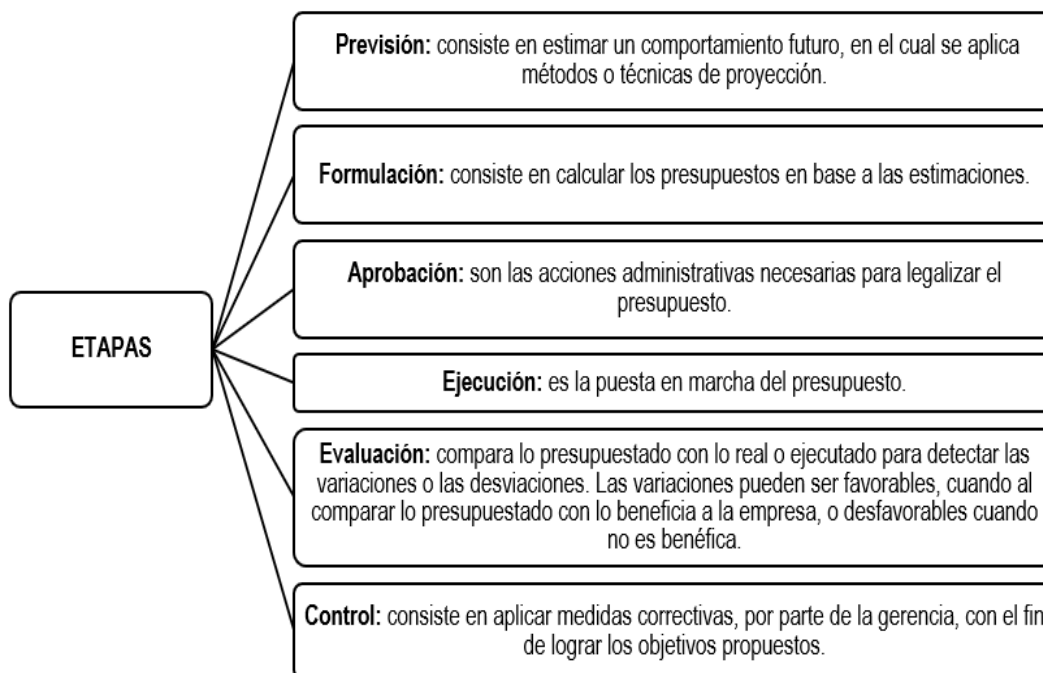 Previsión: consiste en estimar un comportamiento futuro, en el cual se aplica
métodos o técnicas de proyección.
Formulación: consiste en calcular los presupuestos en base a las estimaciones.
Aprobación: son las acciones administrativas necesarias para legalizar el
presupuesto.
ETAPAS
Ejecución: es la puesta en marcha del presupuesto.
Evaluación: compara lo presupuestado con lo real o ejecutado para detectar las
variaciones o las desviaciones. Las variaciones pueden ser favorables, cuando al
comparar lo presupuestado con lo beneficia a la empresa, o desfavorables cuando
no es benéfica.
Control: consiste en aplicar medidas correctivas, por parte de la gerencia, con el fin
de lograr los objetivos propuestos.